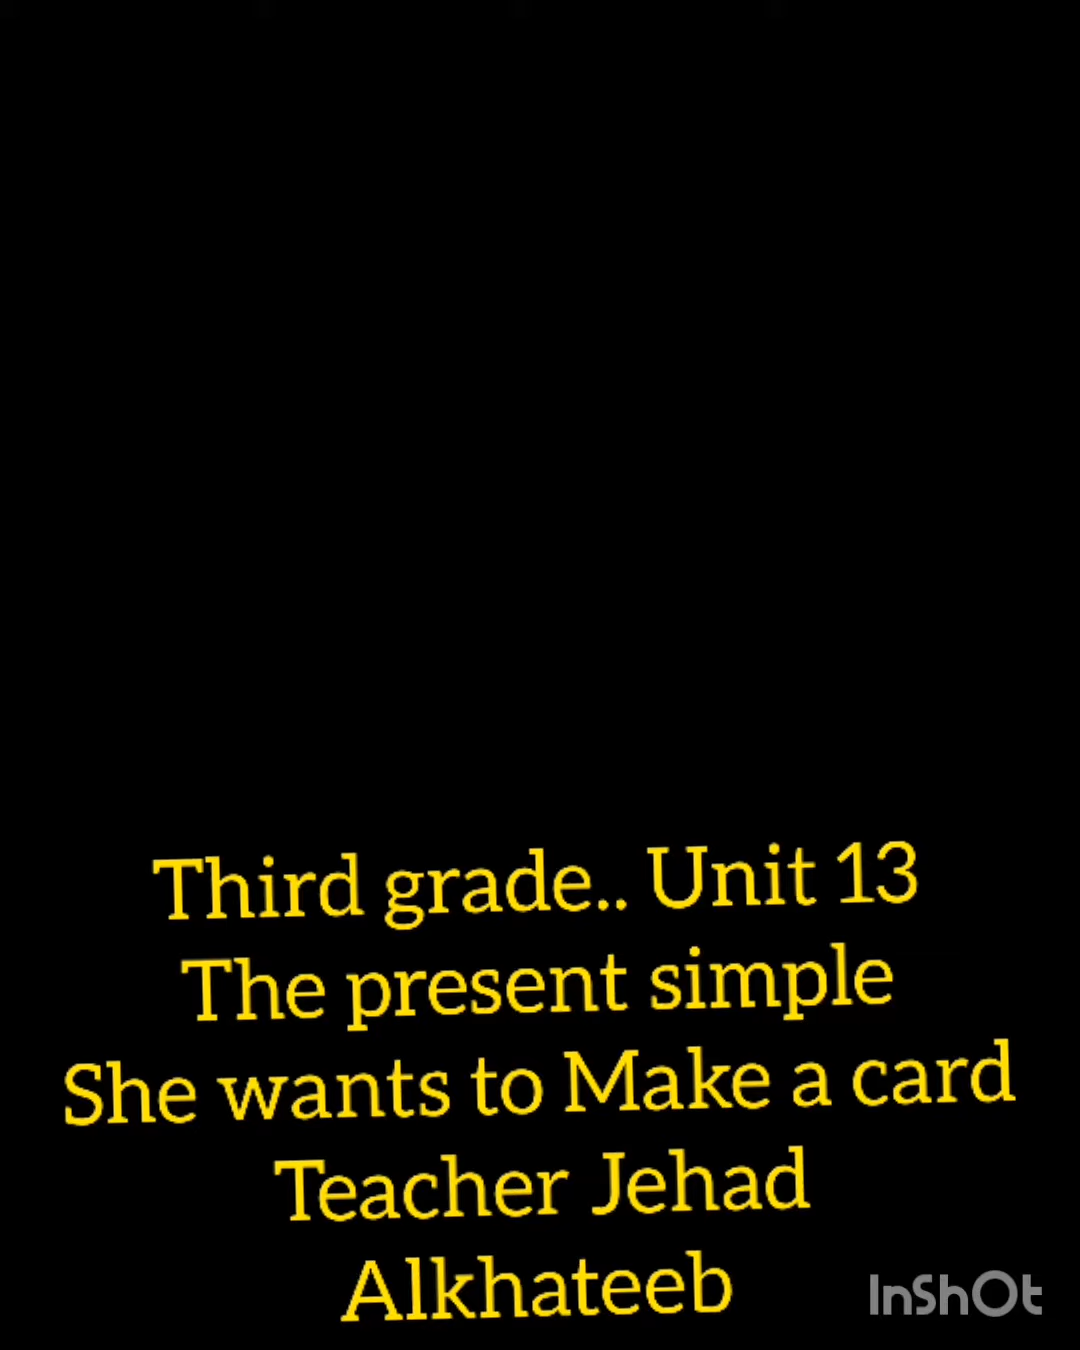 Third grade.. Unit 13
The present simple
She wants to Make a card
Teacher Jehad
Alkhateeb
InShOt